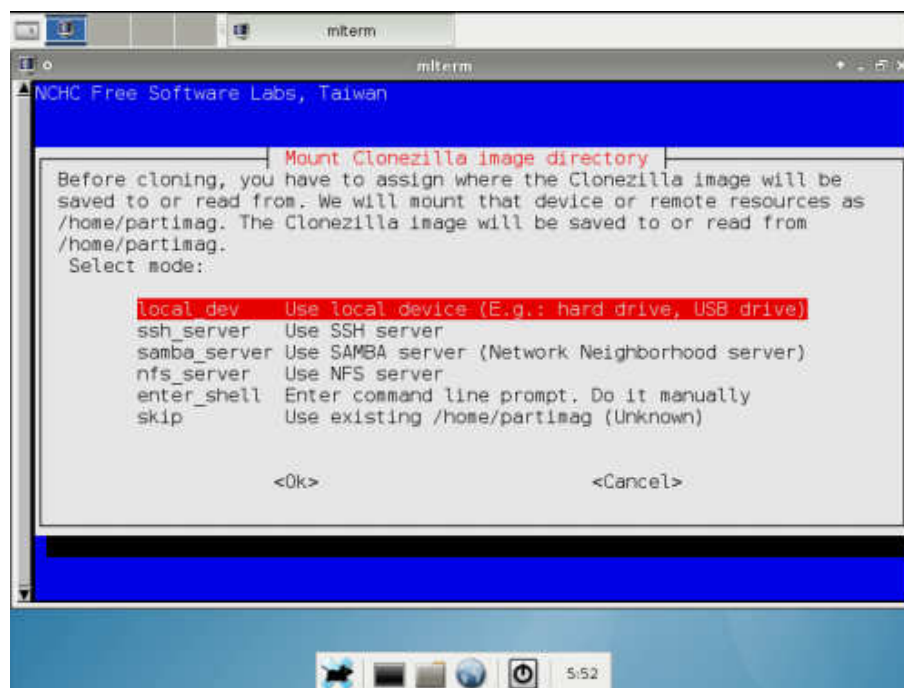 mlterm
mlterm
NCHC Free Software Labs, Taiwan
Mount Clonezilla image directory
Before cloning, you have to assign where the Clonezilla image will be
saved to or read from. We will mount that device or remote resources as
/home/partimag. The Clonezilla image will be saved to or read from
/home/partimag.
Select mode:
local_dev Use local device (E.g.: hard drive, USB drive)
ssh_server Use SSH server
samba_server Use SAMBA server (Network Neighborhood server)
nfs_server Use NFS server
enter_shell Enter command line prompt. Do it manually
skip Use existing /home/partimag (Unknown)
<Ok> <Cancel>
5:52